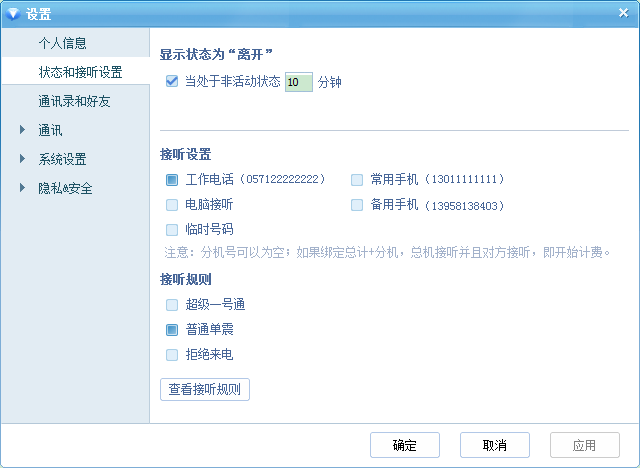 设置
个人信息
状态和接听设置
通讯录和好友
通讯
系统设置
隐私&安全
显示状态为“离开”
当处于非活动状态 10 分钟
接听设置
工作电话（057122222222） 常用手机（13011111111）
电脑接听 备用手机（13958138403）
临时号码
注意：分机号可以为空；如果绑定总计+分机，总机接听并且对方接听，即开始计费。
接听规则
超级一号通
普通单震
拒绝来电
查看接听规则
确定 取消 应用